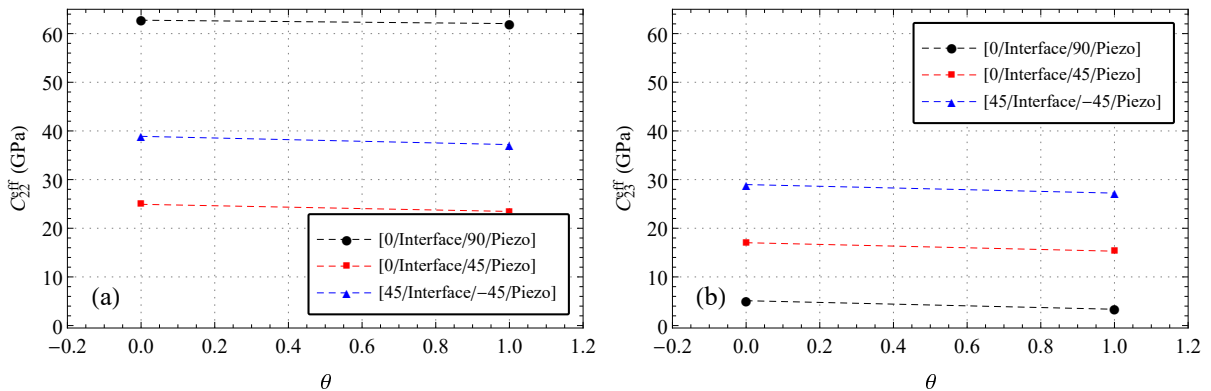 60
50
40
30
20
10
0
C22^eff (GPa)
(a)
[0/Interface/90/Piezo]
[0/Interface/45/Piezo]
[45/Interface/−45/Piezo]
−0.2 0.0 0.2 0.4 0.6 0.8 1.0 1.2
θ
60
50
40
30
20
10
0
C23^eff (GPa)
[0/Interface/90/Piezo]
[0/Interface/45/Piezo]
[45/Interface/−45/Piezo]
(b)
−0.2 0.0 0.2 0.4 0.6 0.8 1.0 1.2
θ